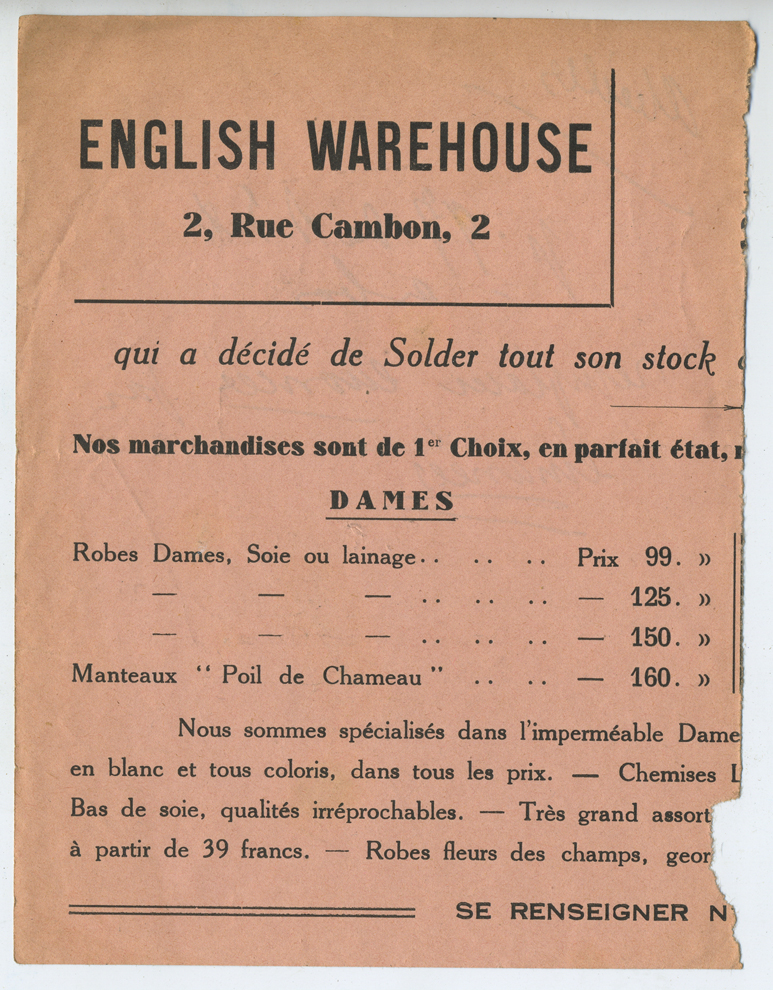 ENGLISH WAREHOUSE
2, Rue Cambon, 2
qui a décidé de Solder tout son stock
Nos marchandises sont de 1er Choix, en parfait état,
DAMES
Robes Dames, Soie ou lainage.. .. .. Prix 99. »
— — — .. .. .. — 125. »
— — — .. .. .. — 150. »
Manteaux “ Poil de Chameau ” .. .. — 160. »
Nous sommes spécialisés dans l'imperméable Dame
en blanc et tous coloris, dans tous les prix. — Chemises
Bas de soie, qualités irréprochables. — Très grand assort
à partir de 39 francs. — Robes fleurs des champs, geor
SE RENSEIGNER N